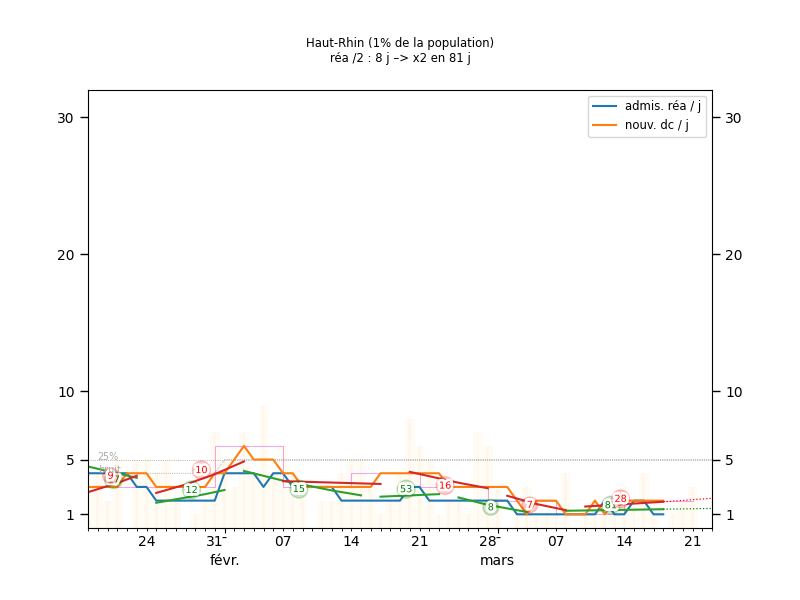 Haut-Rhin (1% de la population)
réa /2 : 8 j –> x2 en 81 j
admis. réa / j
nouv. dc / j
30 30
20 20
10 10
5 5
1 1
25%
9
12
10
15
53
16
8
7
28
24 31 07 14 21 28 07 14 21
févr. mars